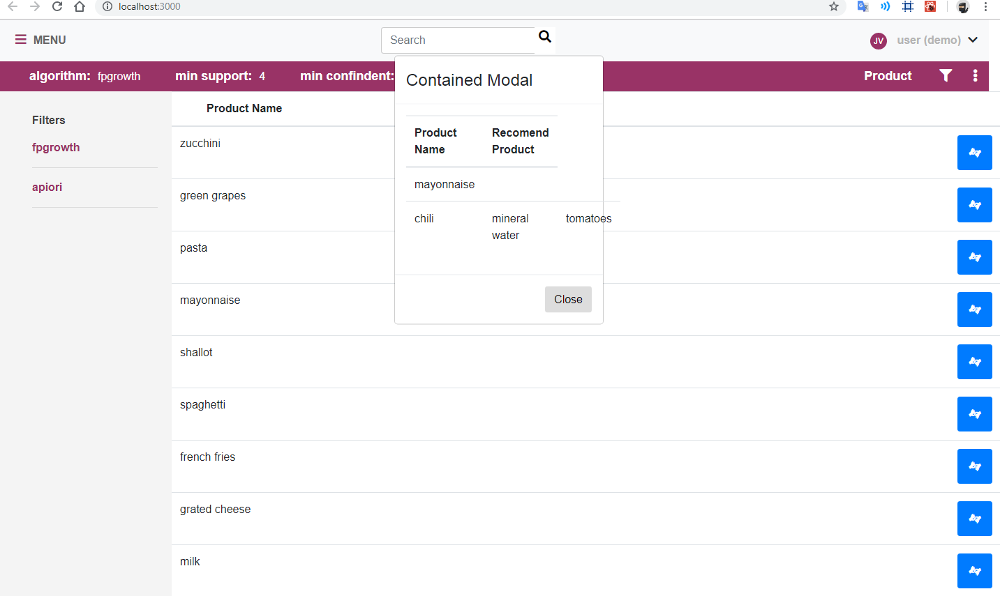 localhost:3000
MENU
Search
JV
user (demo)
algorithm: fpgrowth
min support: 4
min confindent:
Product
Contained Modal
Product Name
Recomend Product
mayonnaise
chili
mineral water
tomatoes
Close
Filters
fpgrowth
apiori
Product Name
zucchini
green grapes
pasta
mayonnaise
shallot
spaghetti
french fries
grated cheese
milk